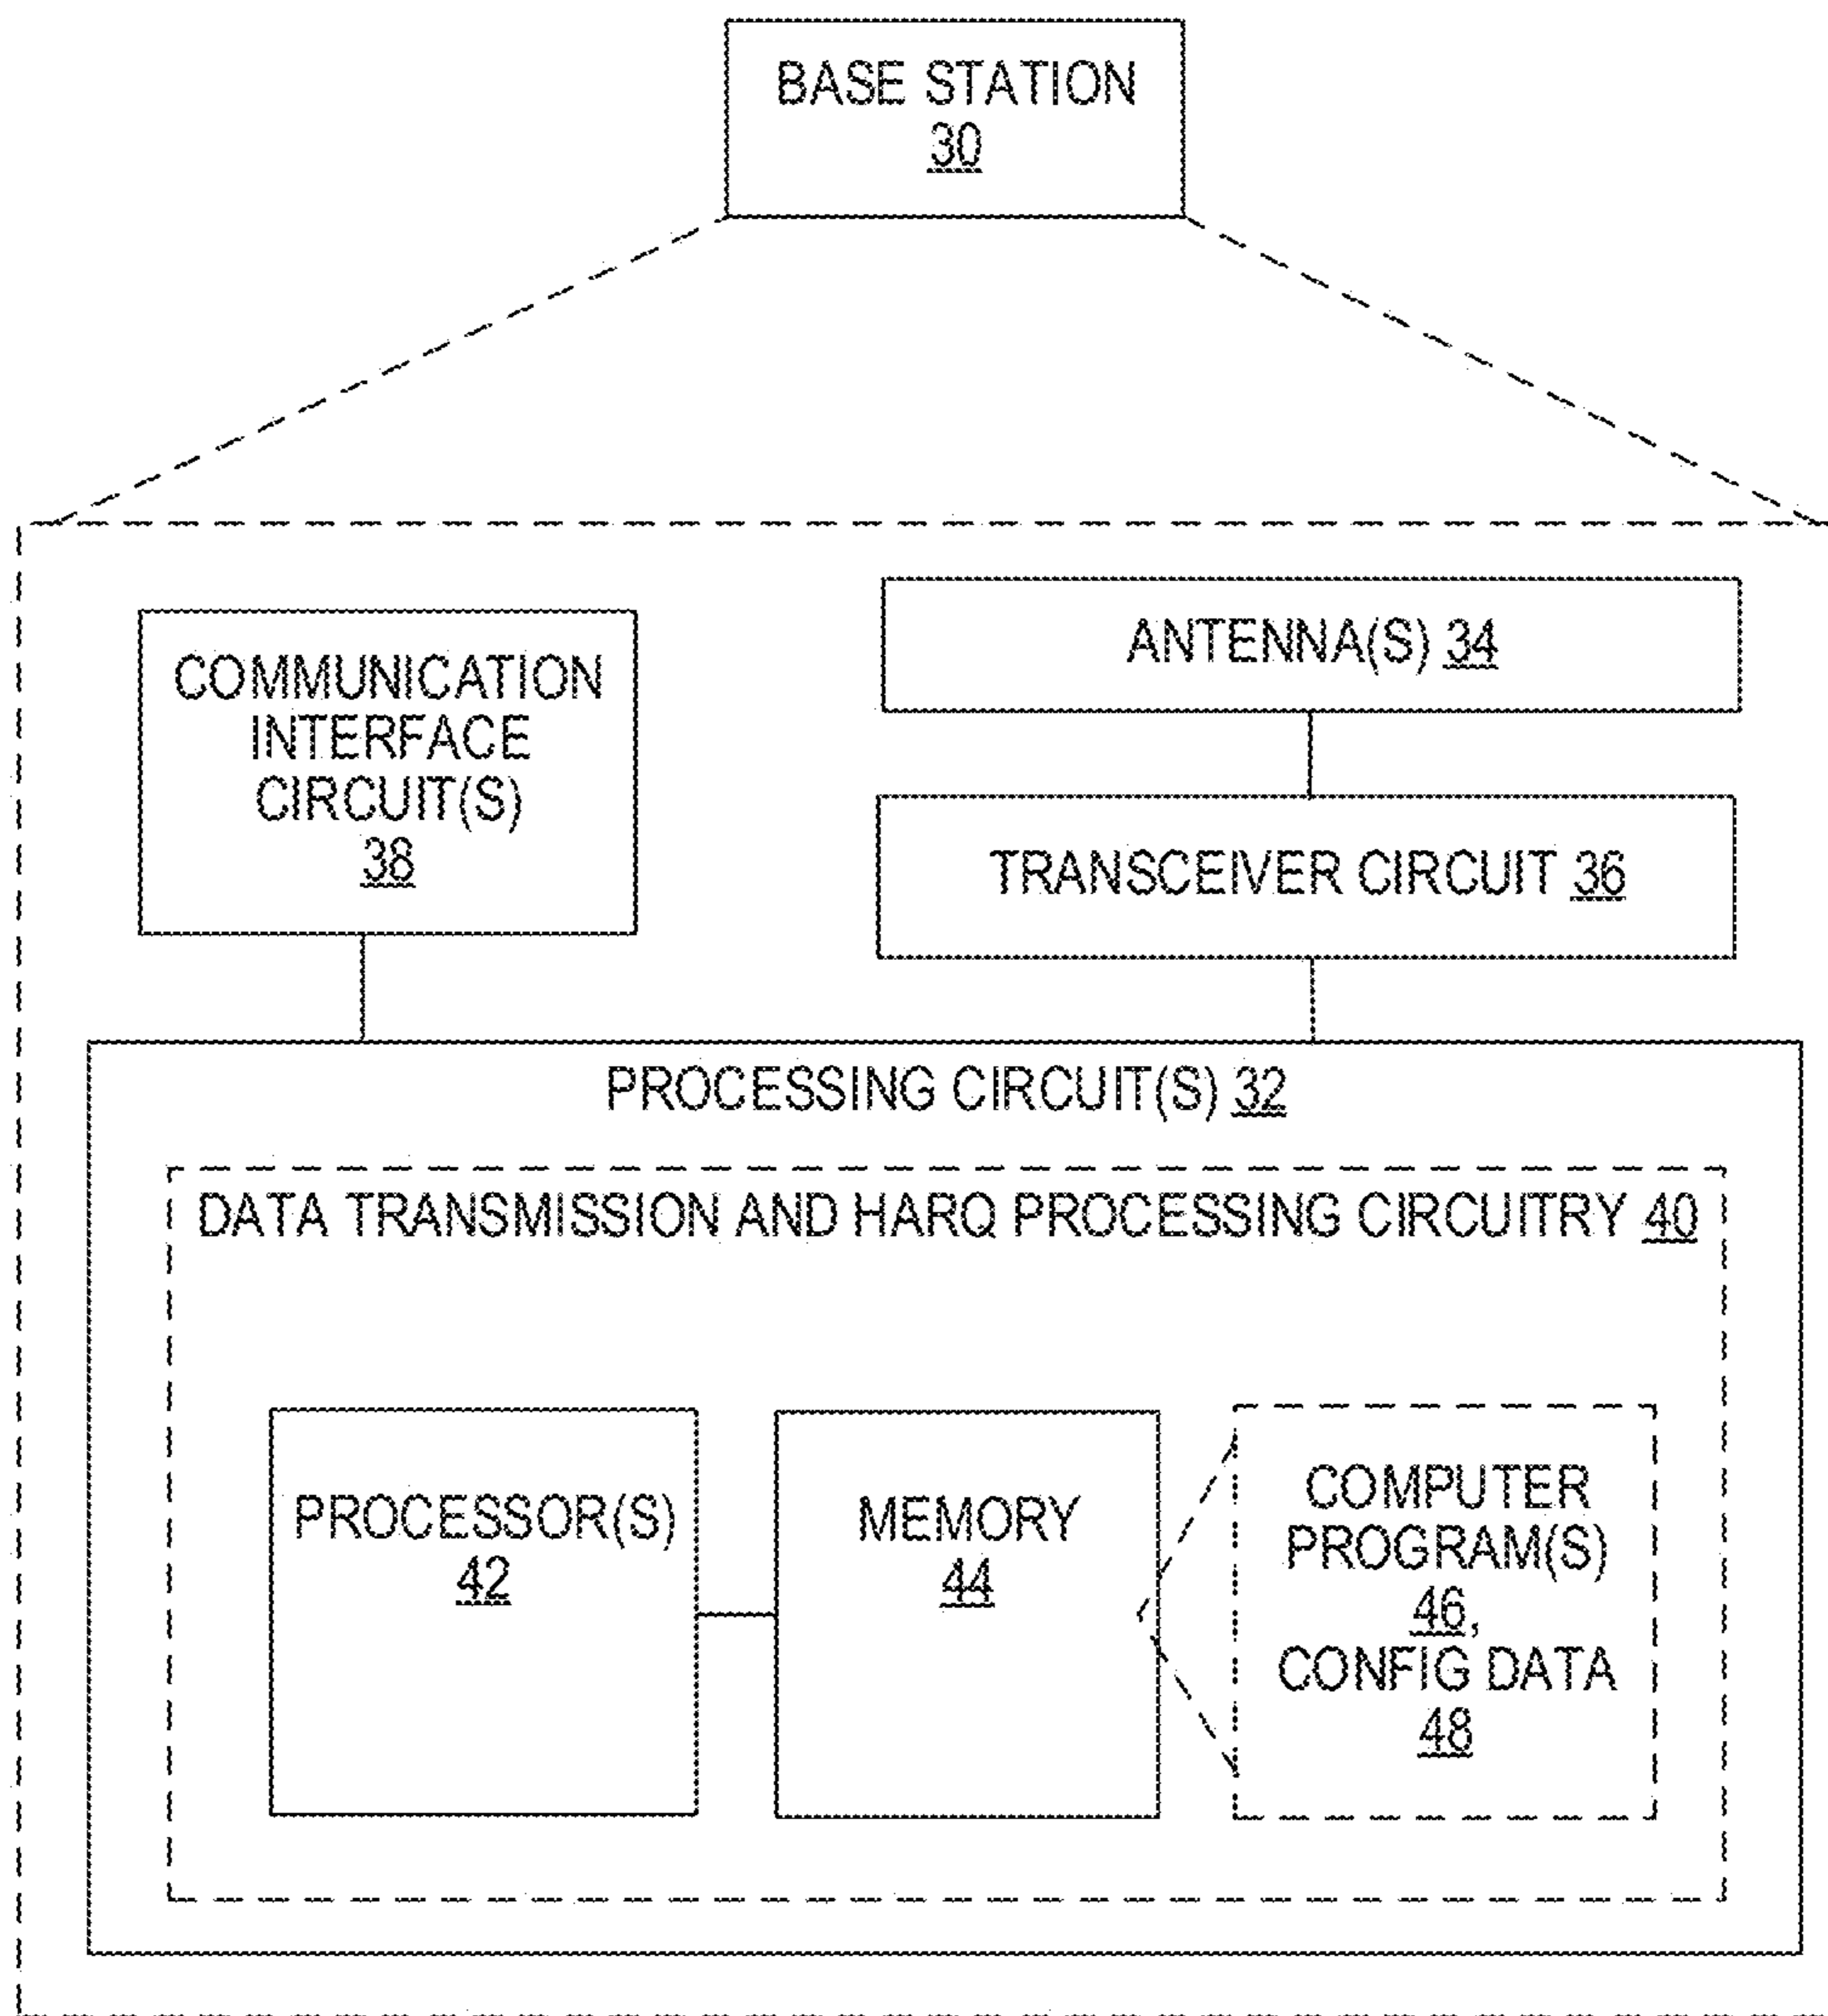 BASE STATION
30
COMMUNICATION
INTERFACE
CIRCUIT(S)
38
ANTENNA(S) 34
TRANSCEIVER CIRCUIT 36
PROCESSING CIRCUIT(S) 32
DATA TRANSMISSION AND HARQ PROCESSING CIRCUITRY 40
PROCESSOR(S)
42
MEMORY
44
COMPUTER
PROGRAM(S)
46,
CONFIG DATA
48